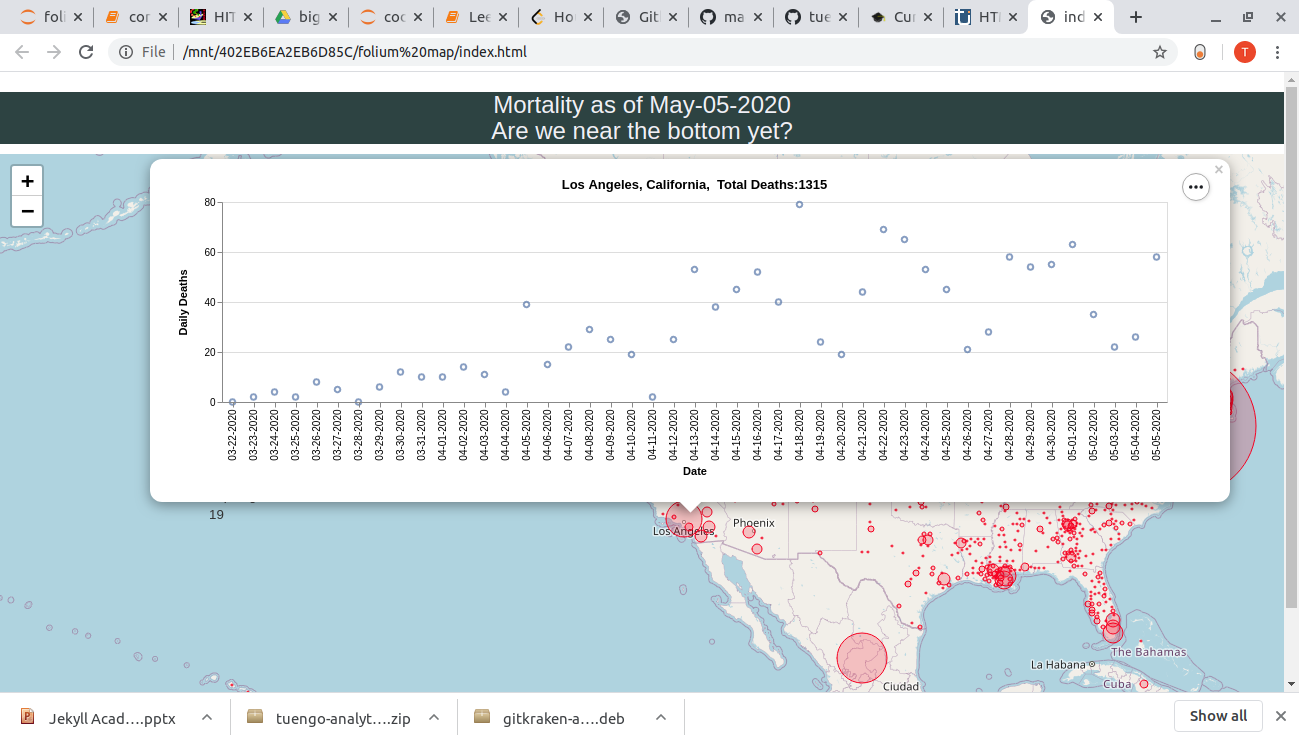 foli
cor
HIT
big
coc
Lee
Ho
Git
ma
tue
Cur
HTI
ind
File
/mnt/402EB6EA2EB6D85C/folium%20map/index.html
T
Mortality as of May-05-2020
Are we near the bottom yet?
+
−
×
Los Angeles, California, Total Deaths:1315
Daily Deaths
80
60
40
20
0
03-22-2020
03-23-2020
03-24-2020
03-25-2020
03-26-2020
03-27-2020
03-28-2020
03-29-2020
03-30-2020
03-31-2020
04-01-2020
04-02-2020
04-03-2020
04-04-2020
04-05-2020
04-06-2020
04-07-2020
04-08-2020
04-09-2020
04-10-2020
04-11-2020
04-12-2020
04-13-2020
04-14-2020
04-15-2020
04-16-2020
04-17-2020
04-18-2020
04-19-2020
04-20-2020
04-21-2020
04-22-2020
04-23-2020
04-24-2020
04-25-2020
04-26-2020
04-27-2020
04-28-2020
04-29-2020
04-30-2020
05-01-2020
05-02-2020
05-03-2020
05-04-2020
05-05-2020
Date
19
Los Angeles
Phoenix
The Bahamas
La Habana
Cuba
Ciudad
Jekyll Acad....pptx
tuengo-analyt....zip
gitkraken-a....deb
Show all